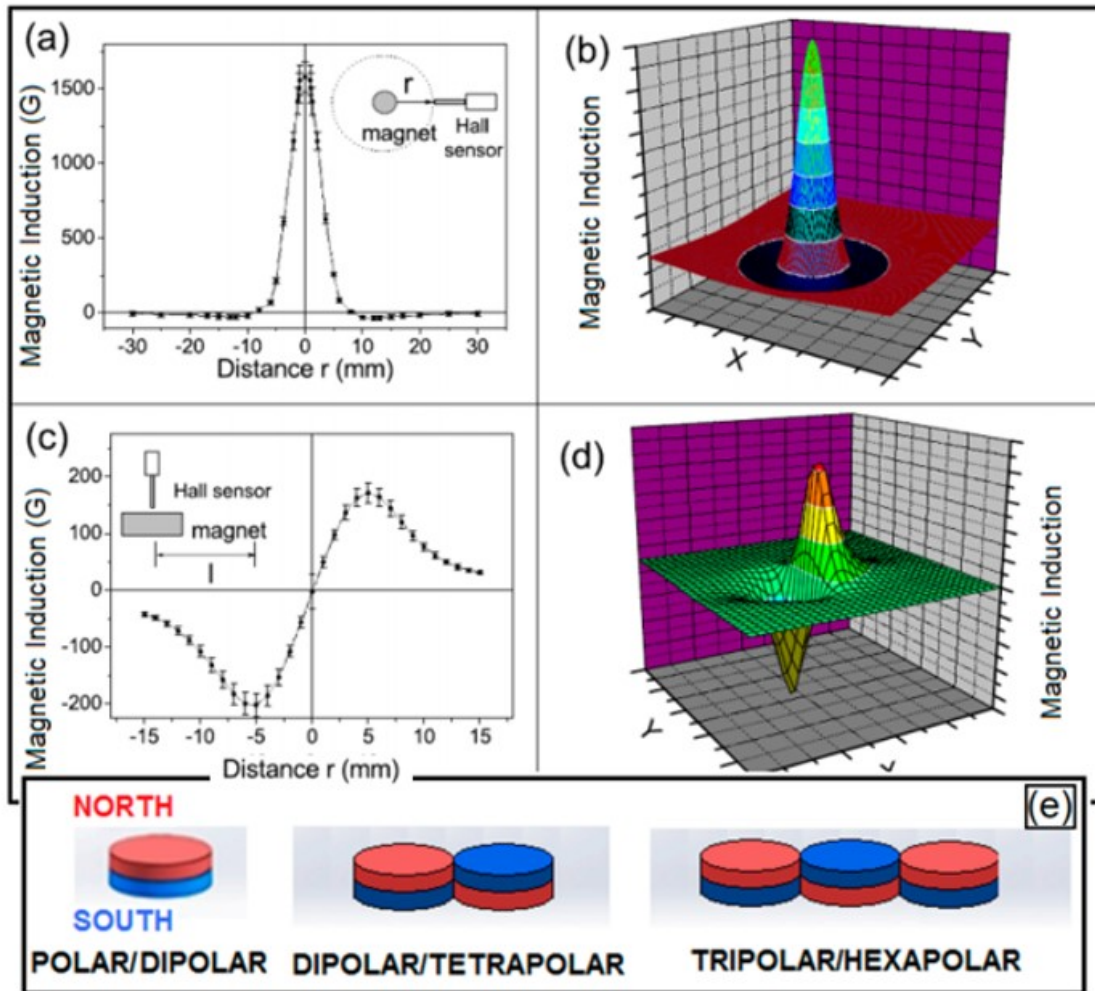 (a)
Magnetic Induction (G)
1500
1000
500
0
r
magnet
Hall
sensor
-30 -20 -10 0 10 20 30
Distance r (mm)
(b)
Magnetic Induction
X
Y
(c)
Magnetic Induction (G)
200
100
0
-100
-200
Hall sensor
magnet
l
-15 -10 -5 0 5 10 15
Distance r (mm)
(d)
Magnetic Induction
Y
(e)
NORTH
SOUTH
POLAR/DIPOLAR
DIPOLAR/TETRAPOLAR
TRIPOLAR/HEXAPOLAR